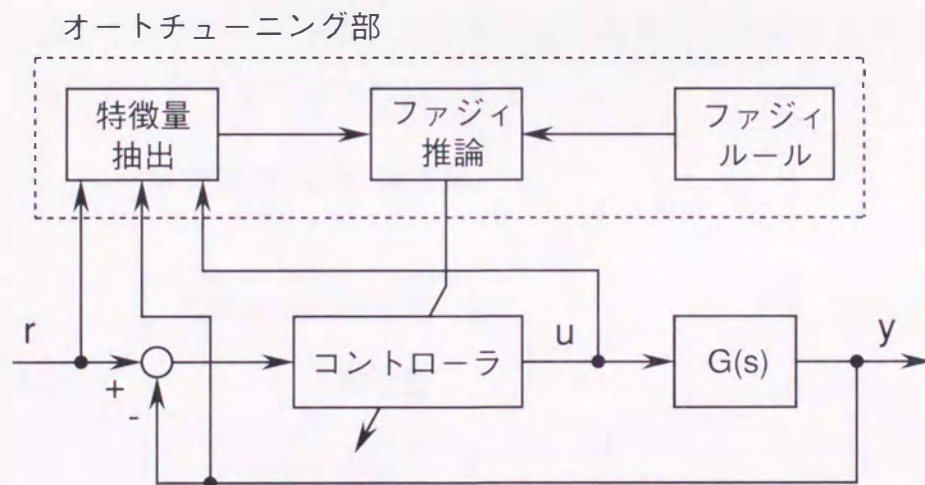 オートチューニング部
特徴量
抽出
ファジィ
推論
ファジィ
ルール
r
+
-
コントローラ
u
G(s)
y